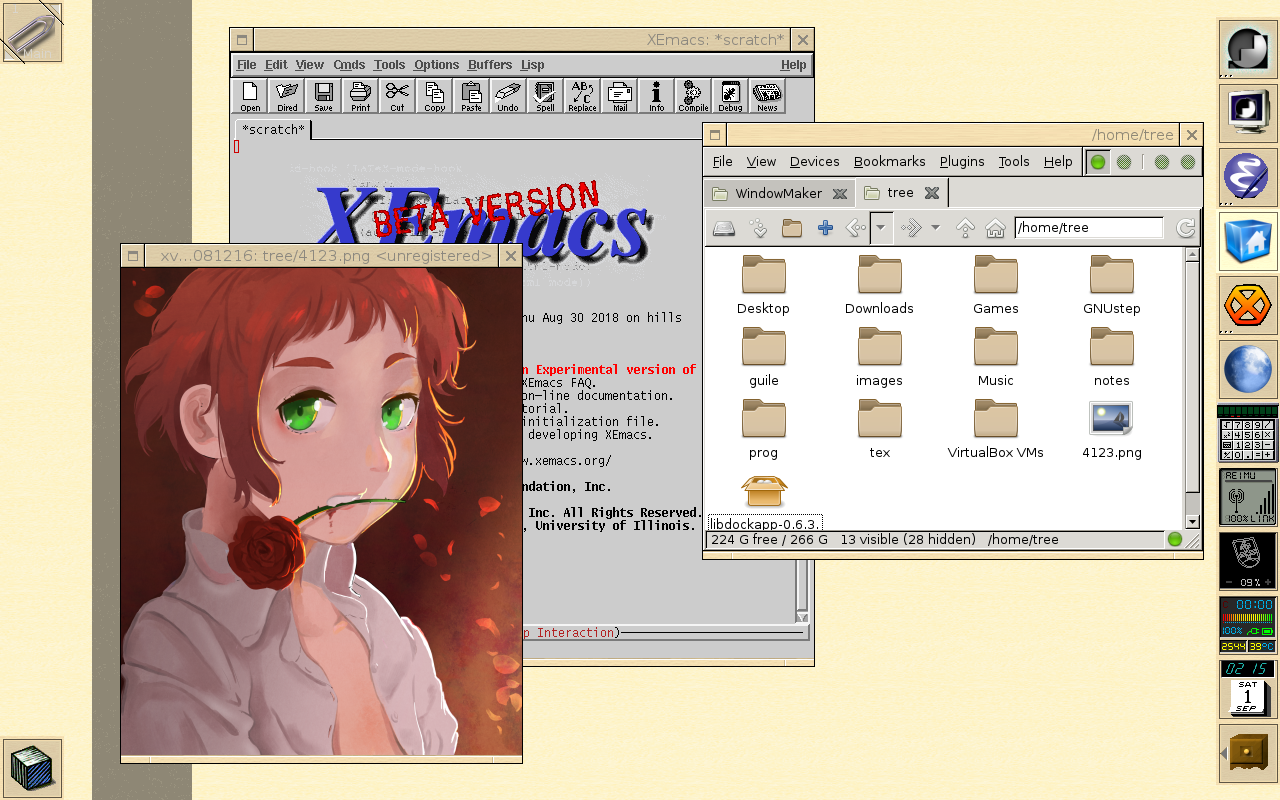 Main
XEmacs: *scratch*
File Edit View Cmds Tools Options Buffers Lisp Help
Open Dired Save Print Cut Copy Paste Undo Spell Replace Mail Info Compile Debug News
*scratch*
XEmacs
BETA VERSION
hu Aug 30 2018 on hills
n Experimental version of
XEmacs FAQ.
on-line documentation.
torial.
initialization file.
developing XEmacs.
w.xemacs.org/
ndation, Inc.
Inc. All Rights Reserved.
, University of Illinois.
p Interaction)
xv...081216: tree/4123.png <unregistered>
/home/tree
File View Devices Bookmarks Plugins Tools Help
WindowMaker
tree
/home/tree
Desktop Downloads Games GNUstep
guile images Music notes
prog tex VirtualBox VMs 4123.png
libdockapp-0.6.3.
224 G free / 266 G 13 visible (28 hidden) /home/tree
REIMU
100% LINK
- 09% +
00:00
100%
2544 39°C
02 15
SAT
1
SEP